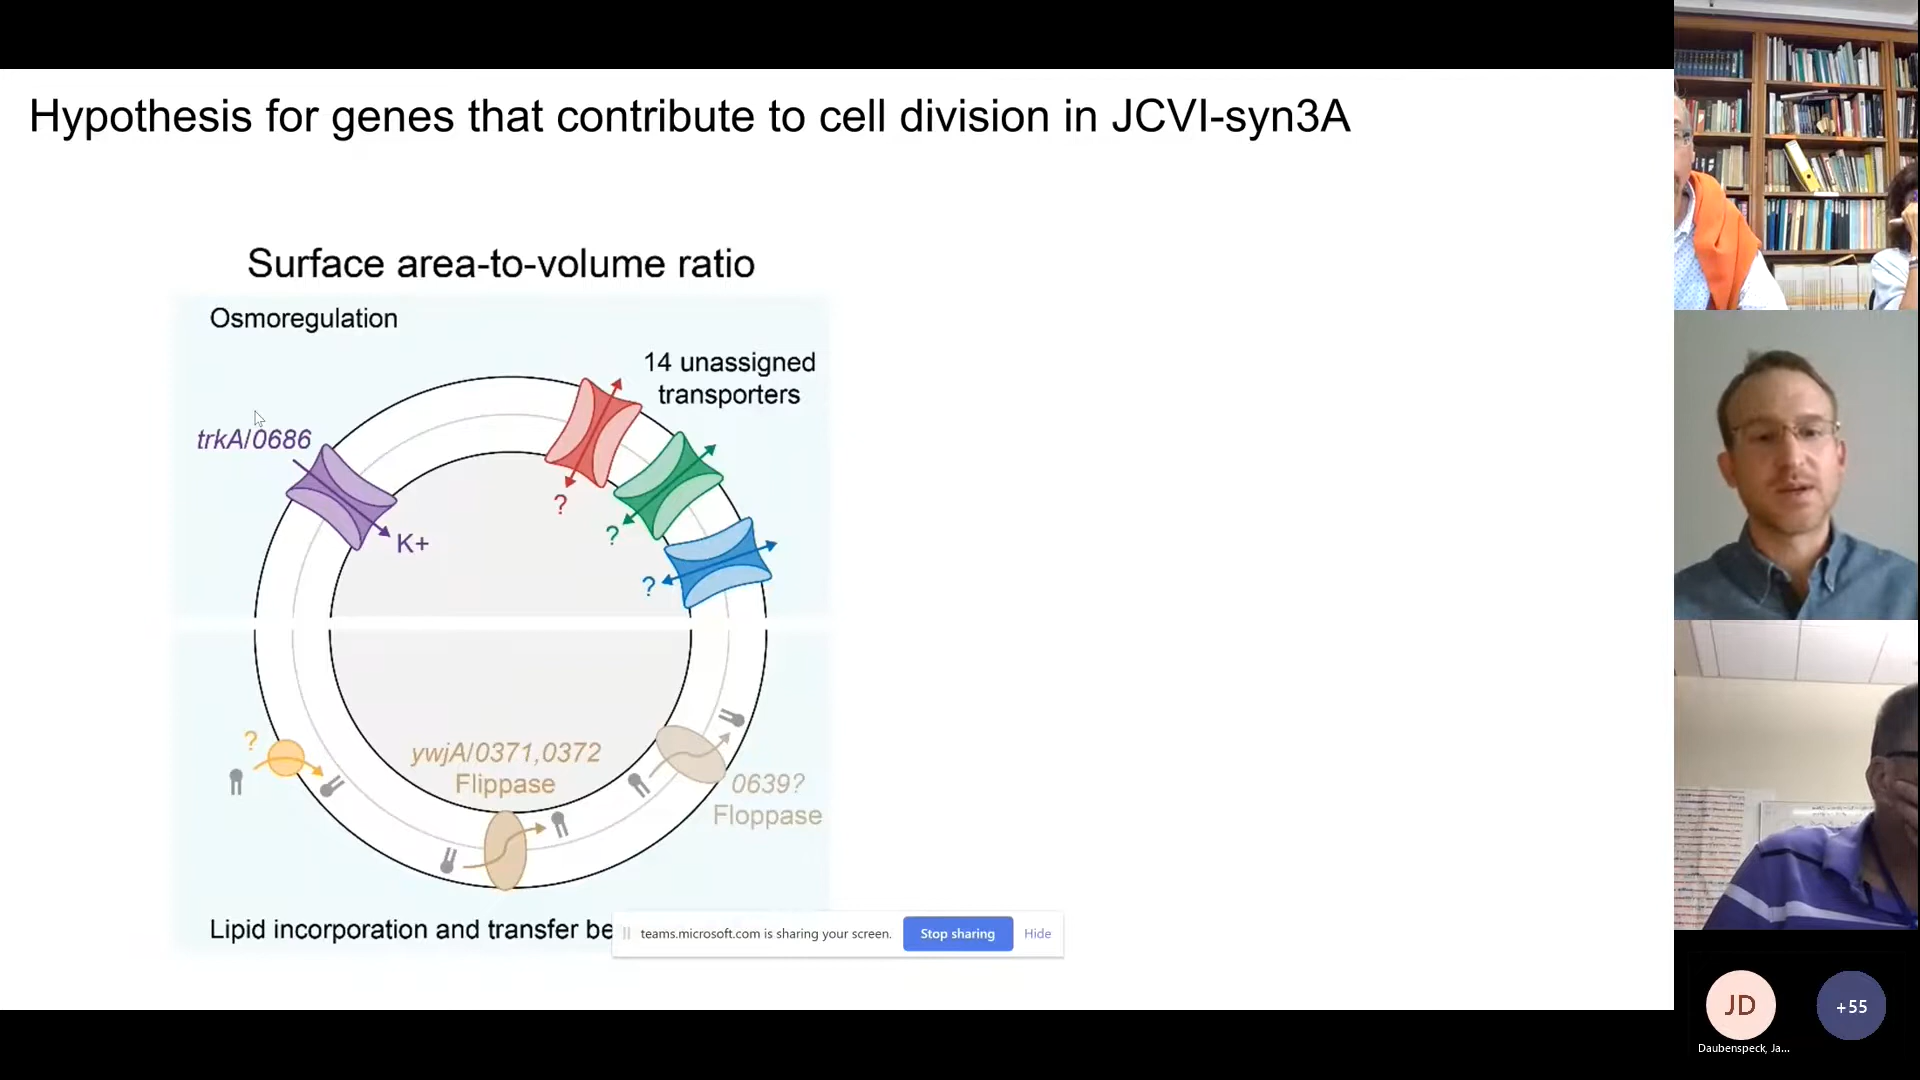 Hypothesis for genes that contribute to cell division in JCVI-syn3A
Surface area-to-volume ratio
Osmoregulation
14 unassigned
transporters
trkA/0686
?
?
K+
?
?
ywjA/0371,0372
Flippase
0639?
Floppase
Lipid incorporation and transfer be
teams.microsoft.com is sharing your screen.
Stop sharing
Hide
JD
+55
Daubenspeck, Ja...